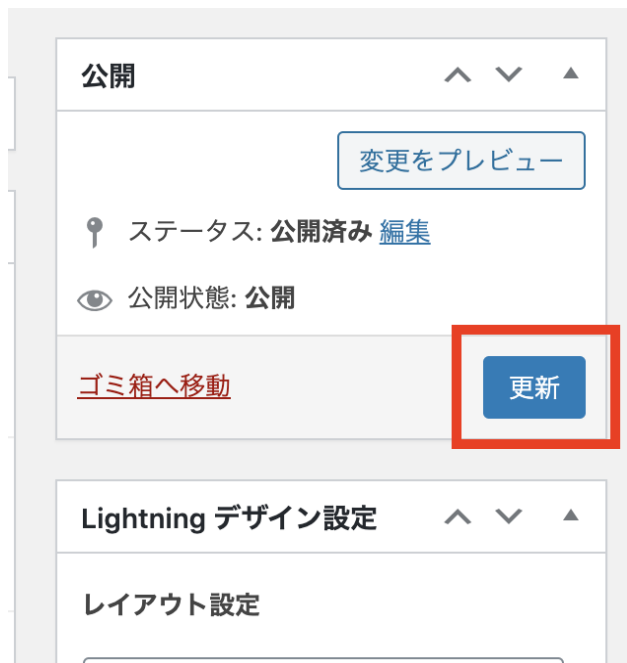 公開
変更をプレビュー
ステータス: 公開済み 編集
公開状態: 公開
ゴミ箱へ移動
更新
Lightning デザイン設定
レイアウト設定